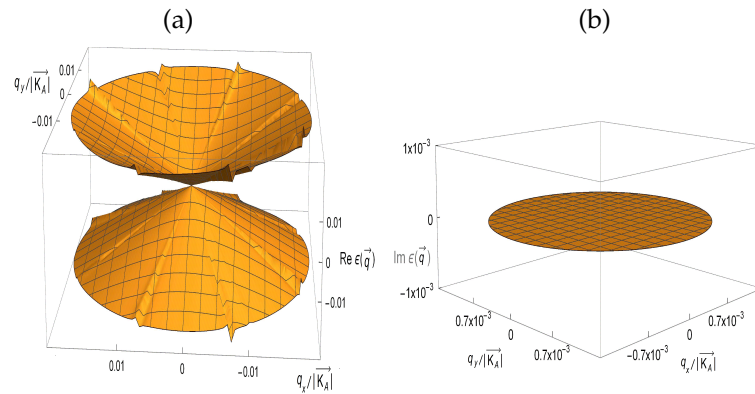 (a)
(b)
q_y/|K_A|
0.01
0
-0.01
0.01
0
-0.01
Re ϵ(q⃗)
0.01
0
-0.01
q_x/|K_A|
1x10⁻³
0
-1x10⁻³
Im ϵ(q⃗)
0.7x10⁻³
0
0.7x10⁻³
q_y/|K_A|
-0.7x10⁻³
0
0.7x10⁻³
q_x/|K_A|